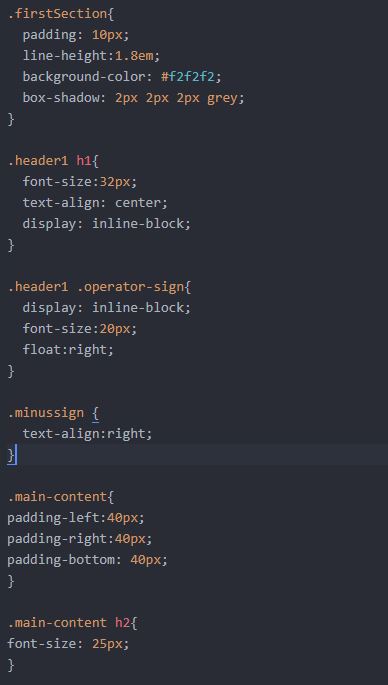 .firstSection{
  padding: 10px;
  line-height:1.8em;
  background-color: #f2f2f2;
  box-shadow: 2px 2px 2px grey;
}

.header1 h1{
  font-size:32px;
  text-align: center;
  display: inline-block;
}

.header1 .operator-sign{
  display: inline-block;
  font-size:20px;
  float:right;
}

.minussign {
  text-align:right;
}

.main-content{
padding-left:40px;
padding-right:40px;
padding-bottom: 40px;
}

.main-content h2{
font-size: 25px;
}